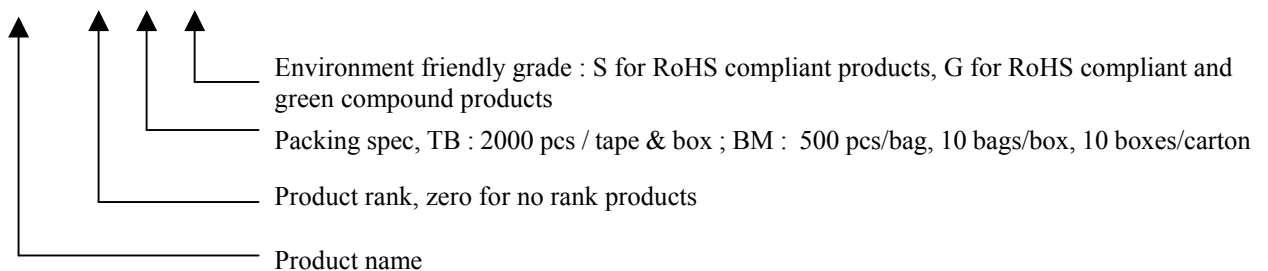 Environment friendly grade : S for RoHS compliant products, G for RoHS compliant and
green compound products
Packing spec, TB : 2000 pcs / tape & box ; BM : 500 pcs/bag, 10 bags/box, 10 boxes/carton
Product rank, zero for no rank products
Product name